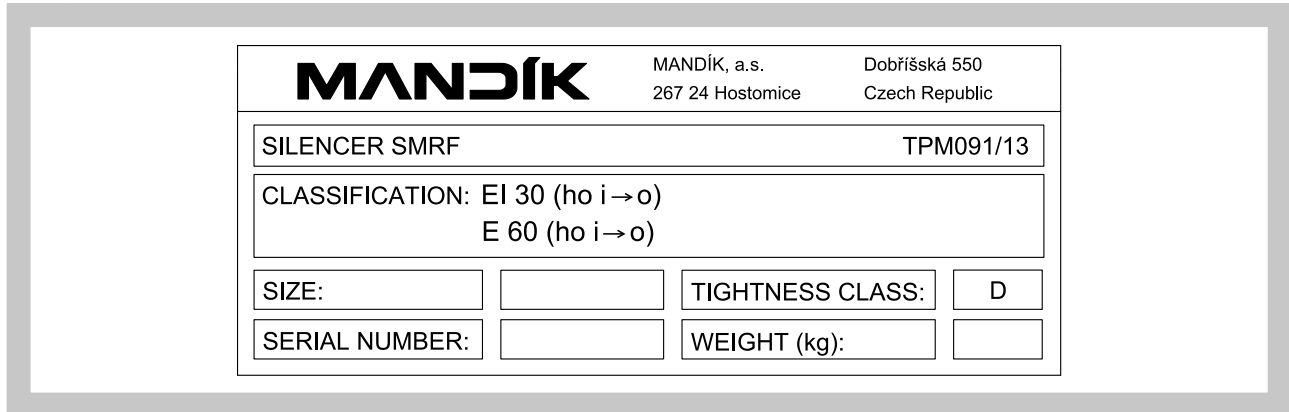 MANDÍK
MANDÍK, a.s. Dobříšská 550
267 24 Hostomice Czech Republic
SILENCER SMRF TPM091/13
CLASSIFICATION: EI 30 (ho i→o)
E 60 (ho i→o)
SIZE: TIGHTNESS CLASS: D
SERIAL NUMBER: WEIGHT (kg):